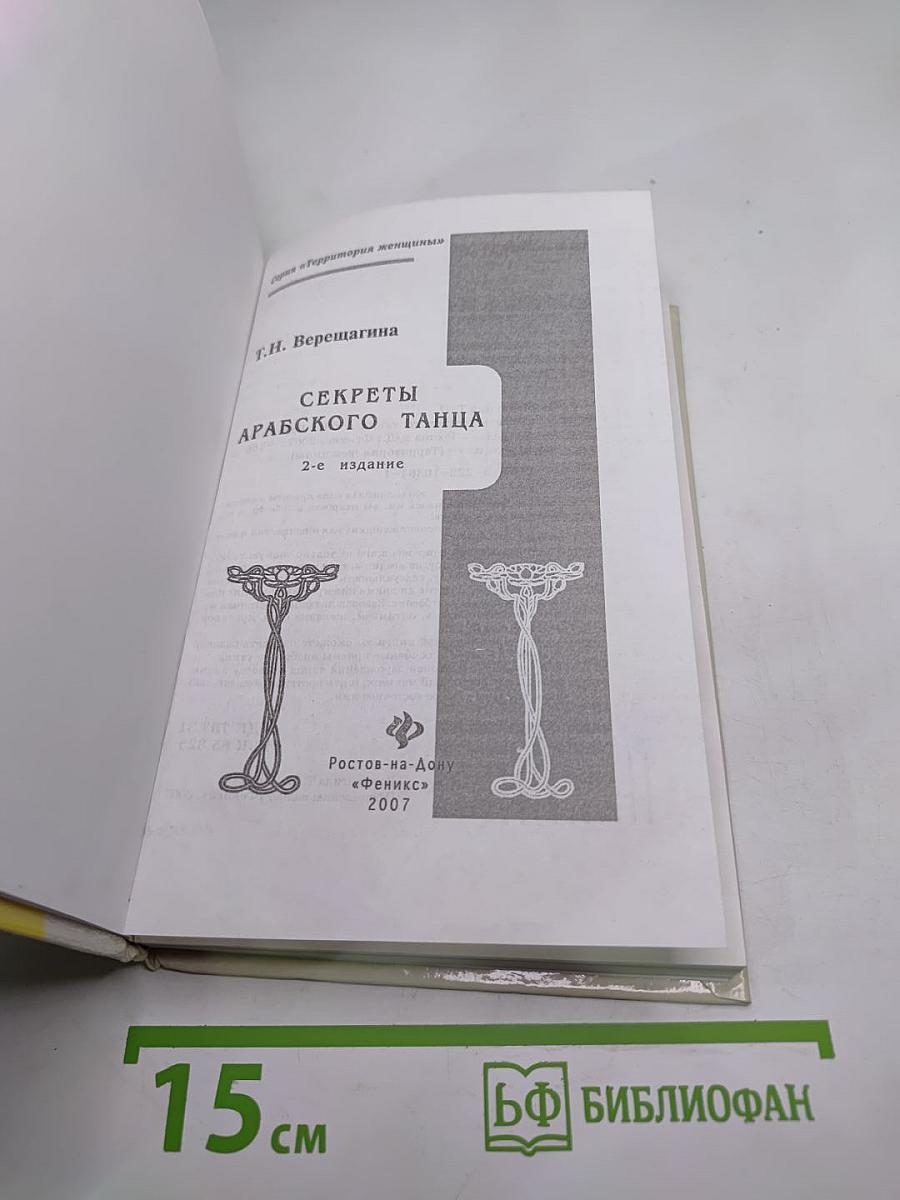 Серия «Территория женщины»
Т.И. Верещагина
СЕКРЕТЫ
АРАБСКОГО ТАНЦА
2-е издание
Ростов-на-Дону
«Феникс»
2007
15 см
БФ БИБЛИОФАН